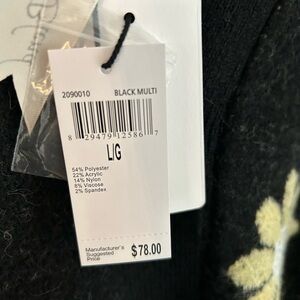 2090010 BLACK MULTI
8 29479 12586 7
L/G
54% Polyester
22% Acrylic
14% Nylon
8% Viscose
2% Spandex
Manufacturer's
Suggested
Price
$78.00